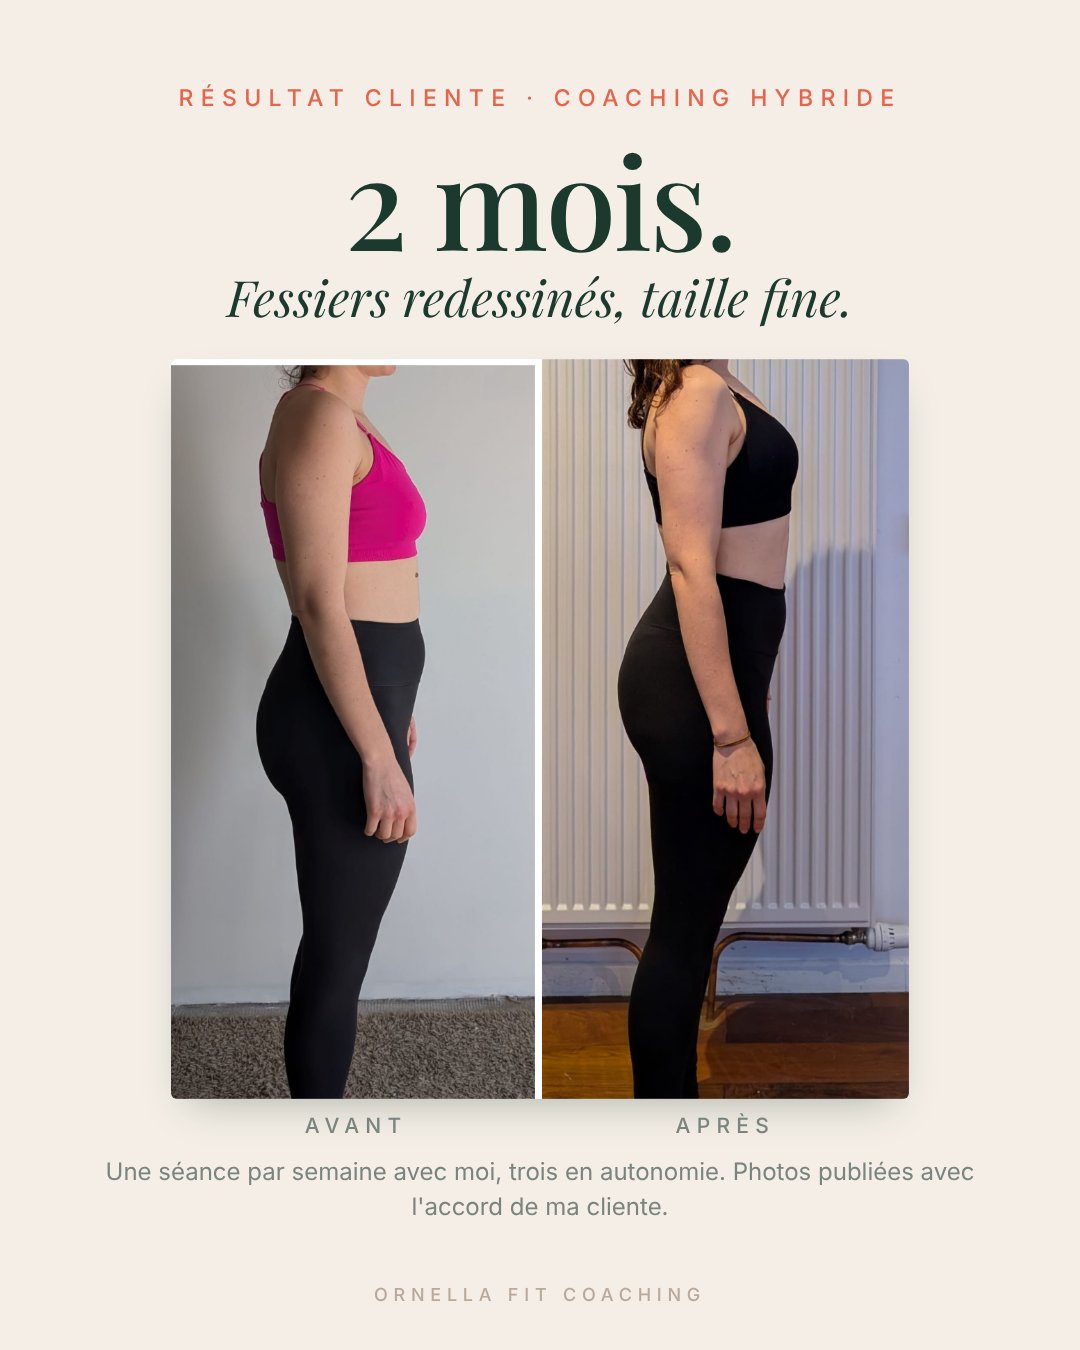 RÉSULTAT CLIENTE · COACHING HYBRIDE
2 mois.
Fessiers redessinés, taille fine.
AVANT
APRÈS
Une séance par semaine avec moi, trois en autonomie. Photos publiées avec
l'accord de ma cliente.
ORNELLA FIT COACHING